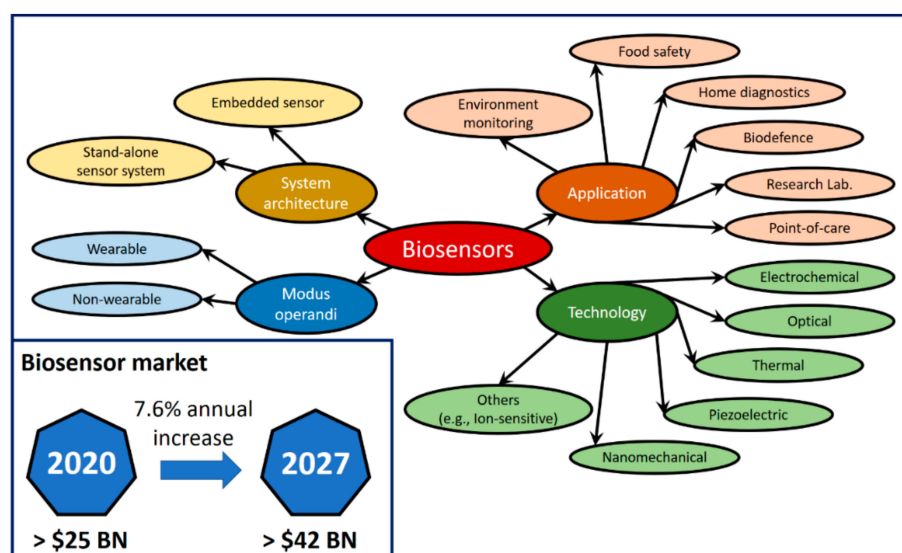 Food safety
Embedded sensor
Environment
monitoring
Home diagnostics
Biodefence
Stand-alone
sensor system
System
architecture
Application
Research Lab.
Point-of-care
Biosensors
Wearable
Non-wearable
Modus
operandi
Electrochemical
Technology
Optical
Thermal
Others
(e.g., Ion-sensitive)
Piezoelectric
Nanomechanical
Biosensor market
7.6% annual
increase
2020
2027
> $25 BN
> $42 BN